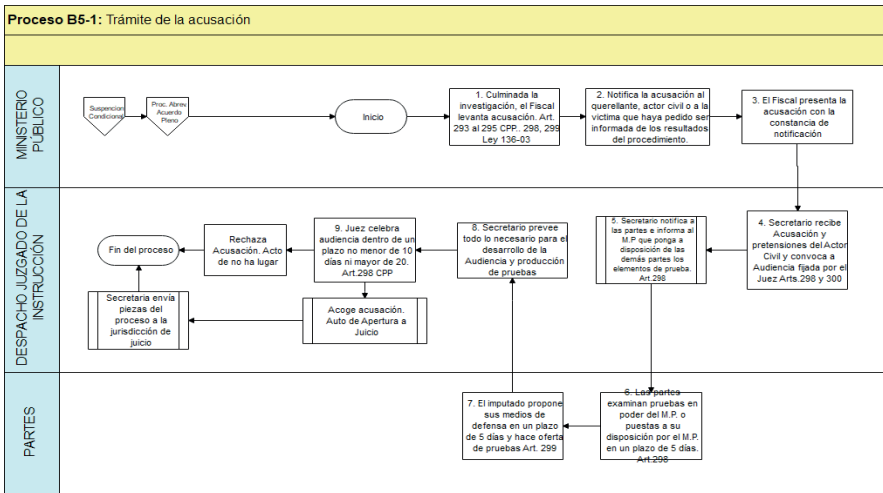 Proceso B5-1: Trámite de la acusación
MINISTERIO
PÚBLICO
Suspencion
Condicional
Proc. Abrev.
Acuerdo
Pleno
Inicio
1. Culminada la
investigación, el Fiscal
levanta acusación. Art.
293 al 295 CPP.. 298, 299
Ley 136-03
2. Notifica la acusación al
querellante, actor civil o a la
victima que haya pedido ser
informada de los resultados
del procedimiento.
3. El Fiscal presenta la
acusación con la
constancia de
notificación
DESPACHO JUZGADO DE LA
INSTRUCCIÓN
Fin del proceso
Rechaza
Acusación. Acto
de no ha lugar
9. Juez celebra
audiencia dentro de un
plazo no menor de 10
días ni mayor de 20.
Art.298 CPP
8. Secretario prevee
todo lo necesario para el
desarrollo de la
Audiencia y producción
de pruebas
5. Secretario notifica a
las partes e informa al
M.P que ponga a
disposición de las
demás partes los
elementos de prueba.
Art.298
4. Secretario recibe
Acusación y
pretensiones del Actor
Civil y convoca a
Audiencia fijada por el
Juez Arts.298 y 300
Secretaria envía
piezas del
proceso a la
jurisdicción de
juicio
Acoge acusación.
Auto de Apertura a
Juicio
PARTES
7. El imputado propone
sus medios de
defensa en un plazo
de 5 días y hace oferta
de pruebas Art. 299
6. Las partes
examinan pruebas en
poder del M.P. o
puestas a su
disposición por el M.P.
en un plazo de 5 días.
Art.298